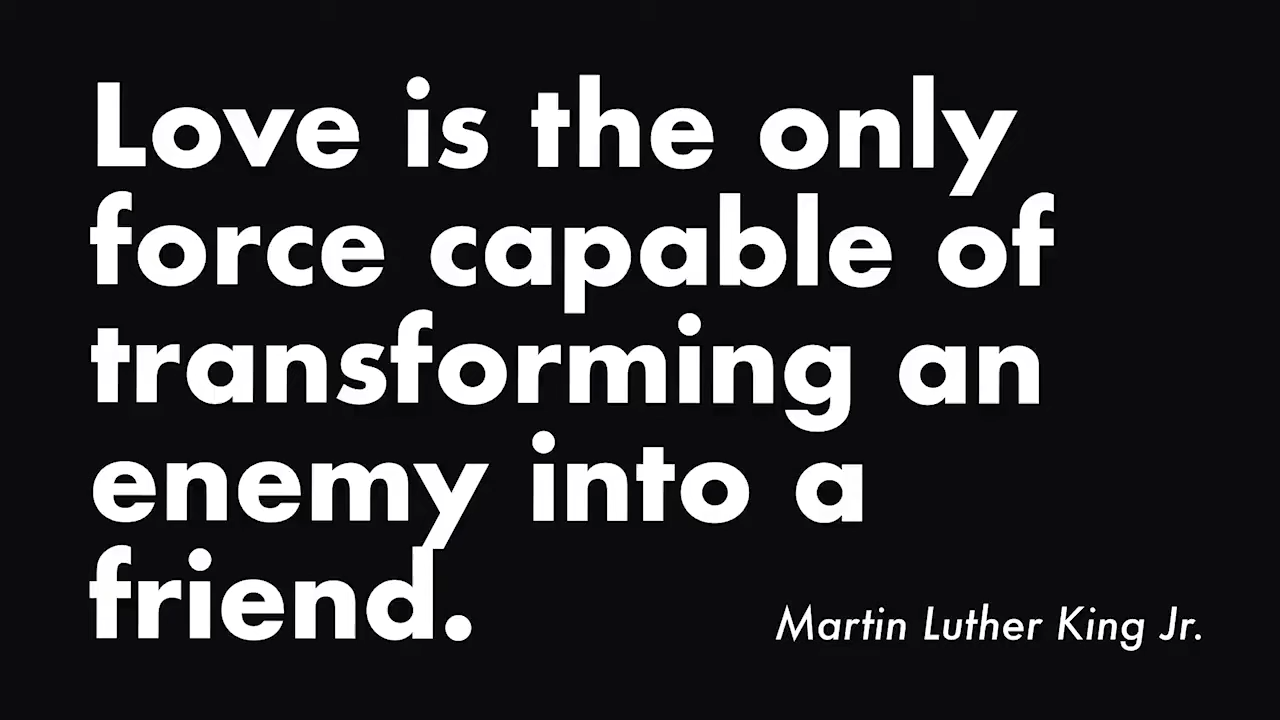 Love is the only
force capable of
transforming an
enemy into a
friend.
Martin Luther King Jr.